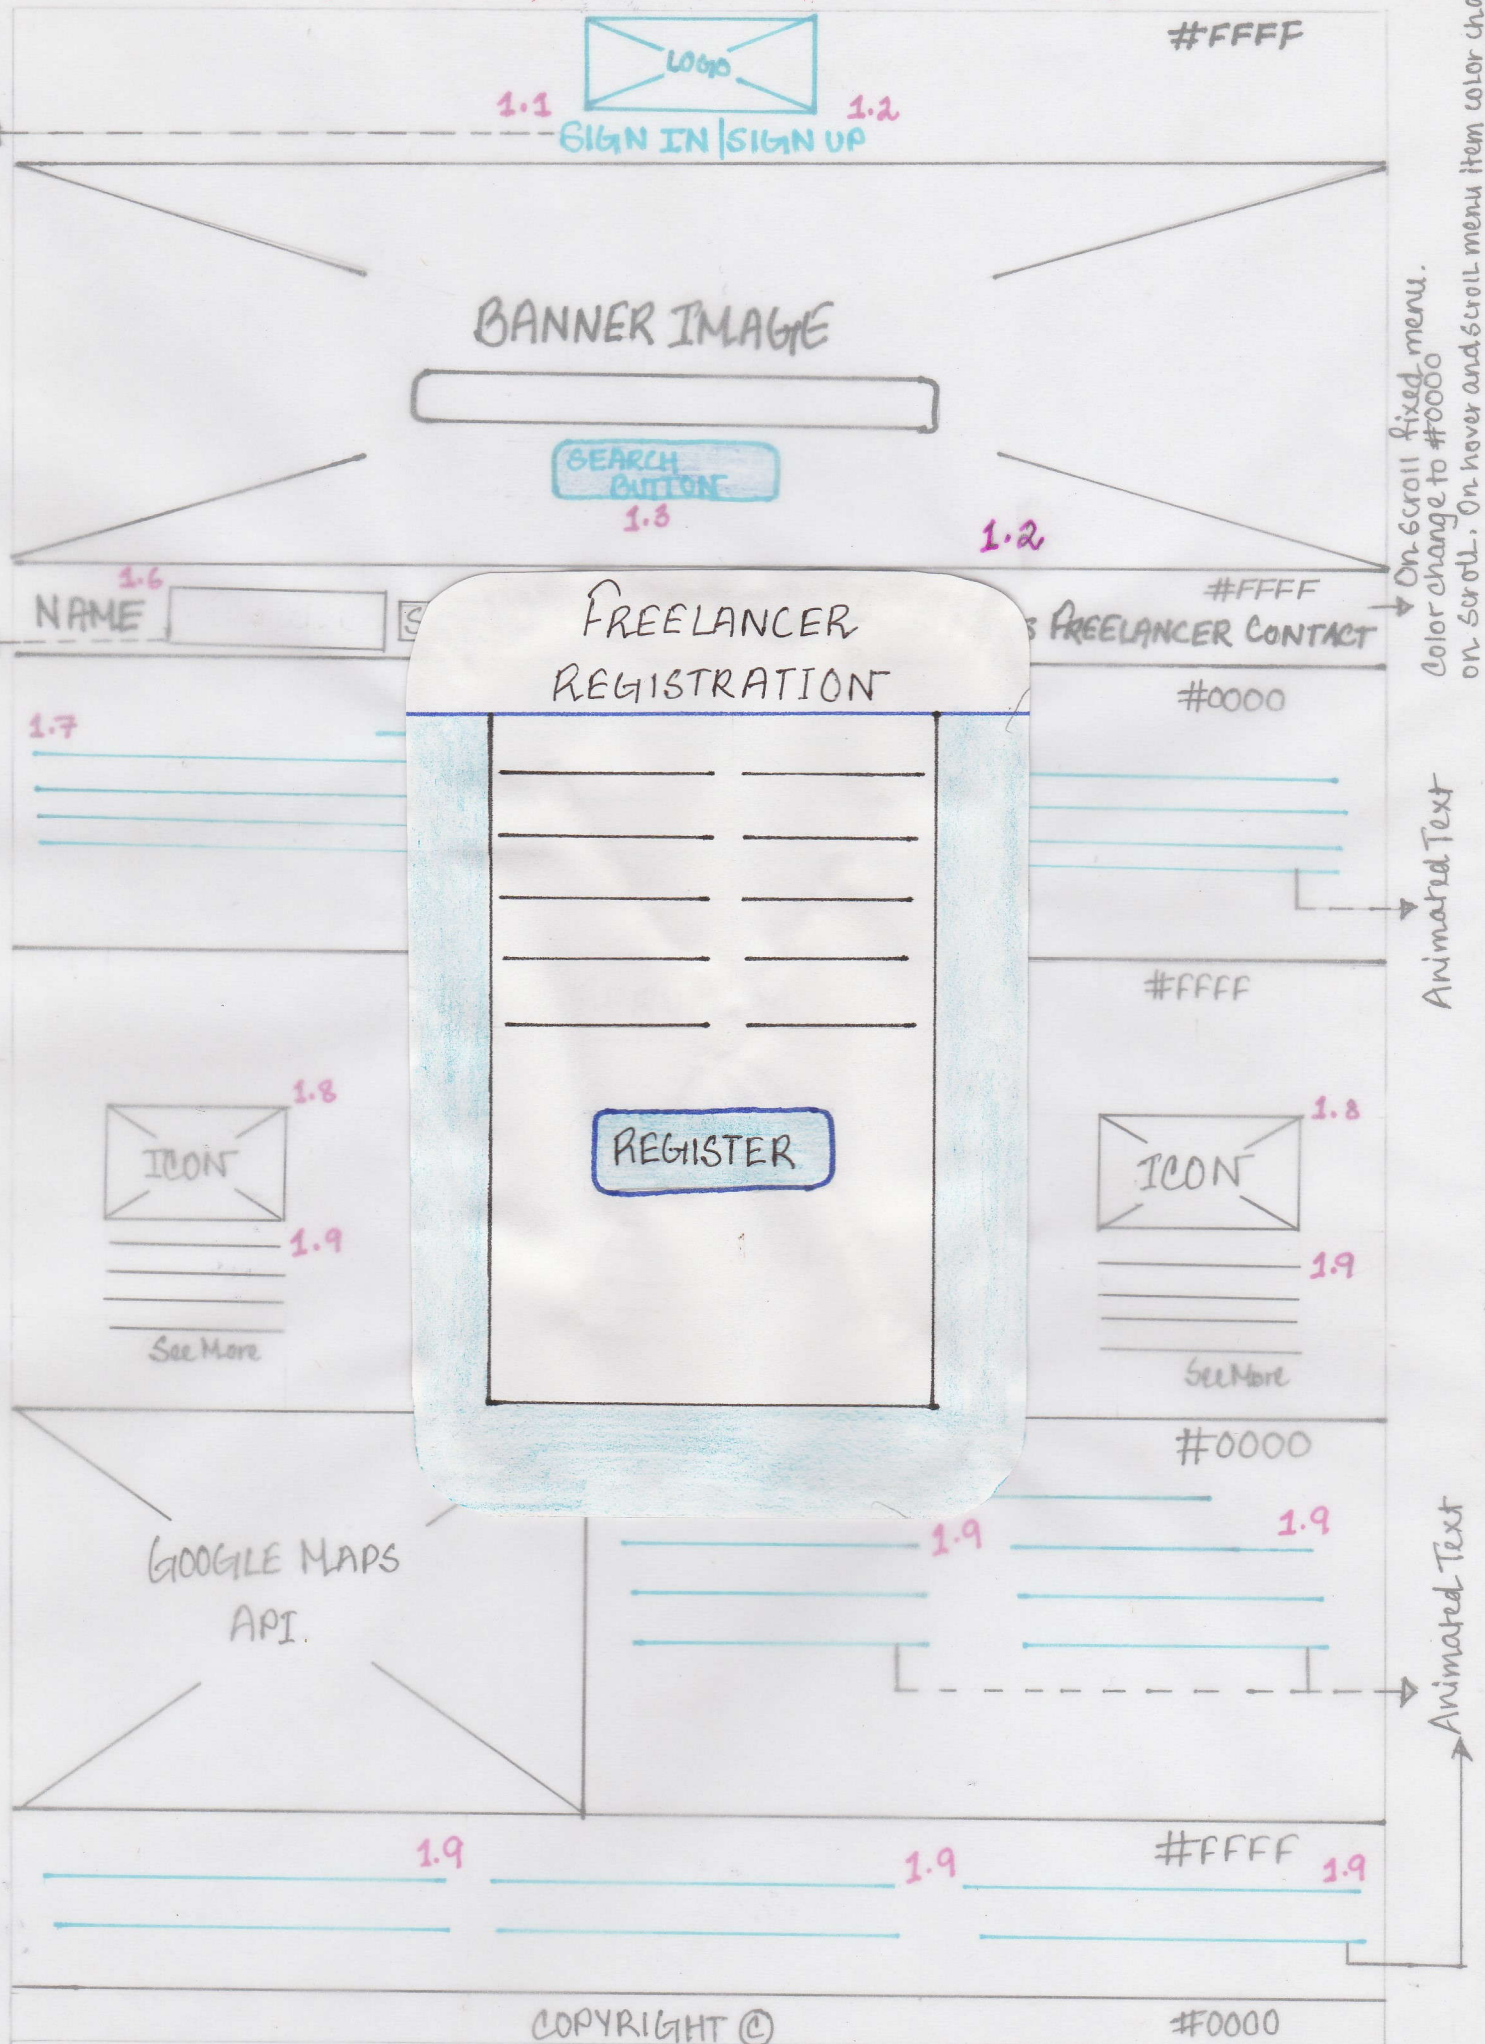 #FFFF
LOGO
1.1
1.2
SIGN IN|SIGN UP
BANNER IMAGE
SEARCH
BUTTON
1.3
1.2
1.6
#FFFF
NAME
S
FREELANCER CONTACT
On scroll fixed menu.
Color change to #0000
on scroll. On hover and scroll menu item color
FREELANCER
REGISTRATION
#0000
1.7
Animated Text
#FFFF
1.8
ICON
1.9
See More
REGISTER
1.8
ICON
1.9
See More
#0000
GOOGLE MAPS
API.
1.9
1.9
Animated Text
#FFFF
1.9
1.9
1.9
COPYRIGHT ©
#0000